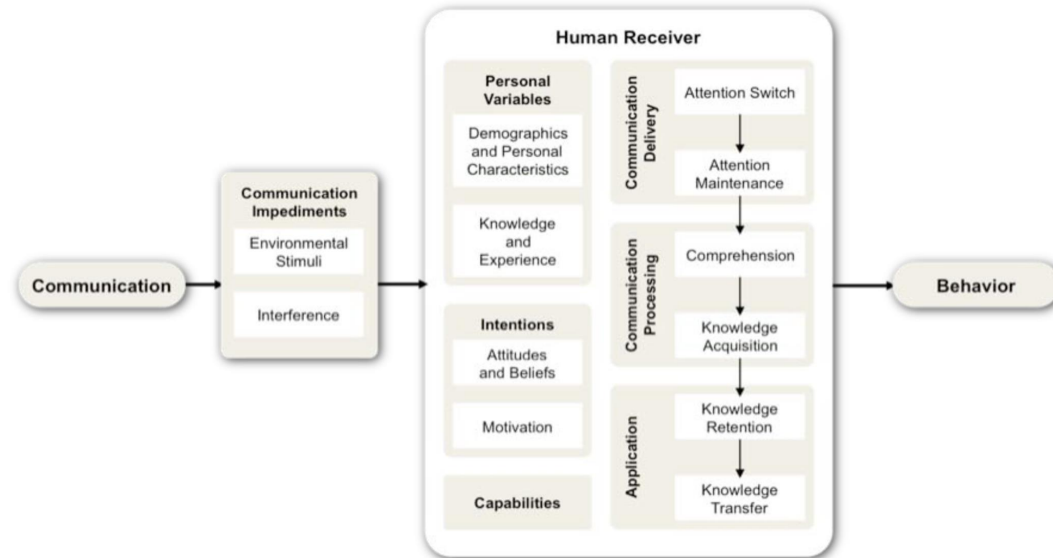 Communication
Communication
Impediments
Environmental
Stimuli
Interference
Human Receiver
Personal
Variables
Demographics
and Personal
Characteristics
Knowledge
and
Experience
Intentions
Attitudes
and Beliefs
Motivation
Capabilities
Communication
Delivery
Attention Switch
Attention
Maintenance
Communication
Processing
Comprehension
Knowledge
Acquisition
Application
Knowledge
Retention
Knowledge
Transfer
Behavior